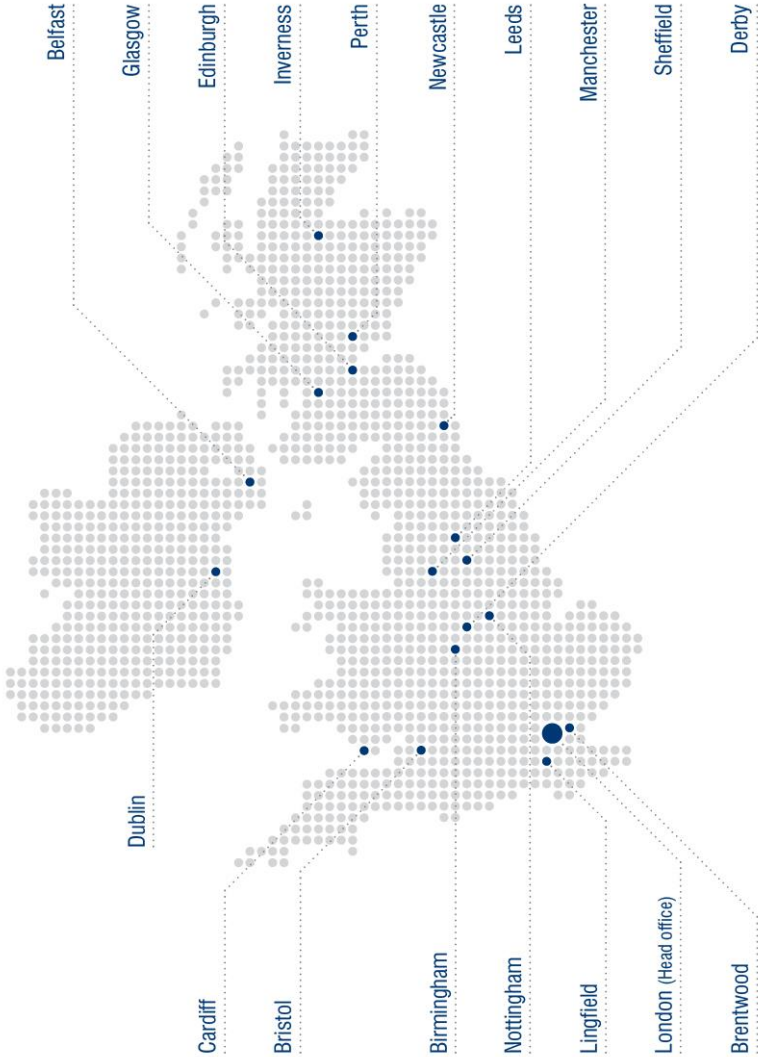 Belfast
Glasgow
Edinburgh
Inverness
Perth
Newcastle
Leeds
Manchester
Sheffield
Derby
Dublin
Cardiff
Bristol
Birmingham
Nottingham
Lingfield
London (Head office)
Brentwood